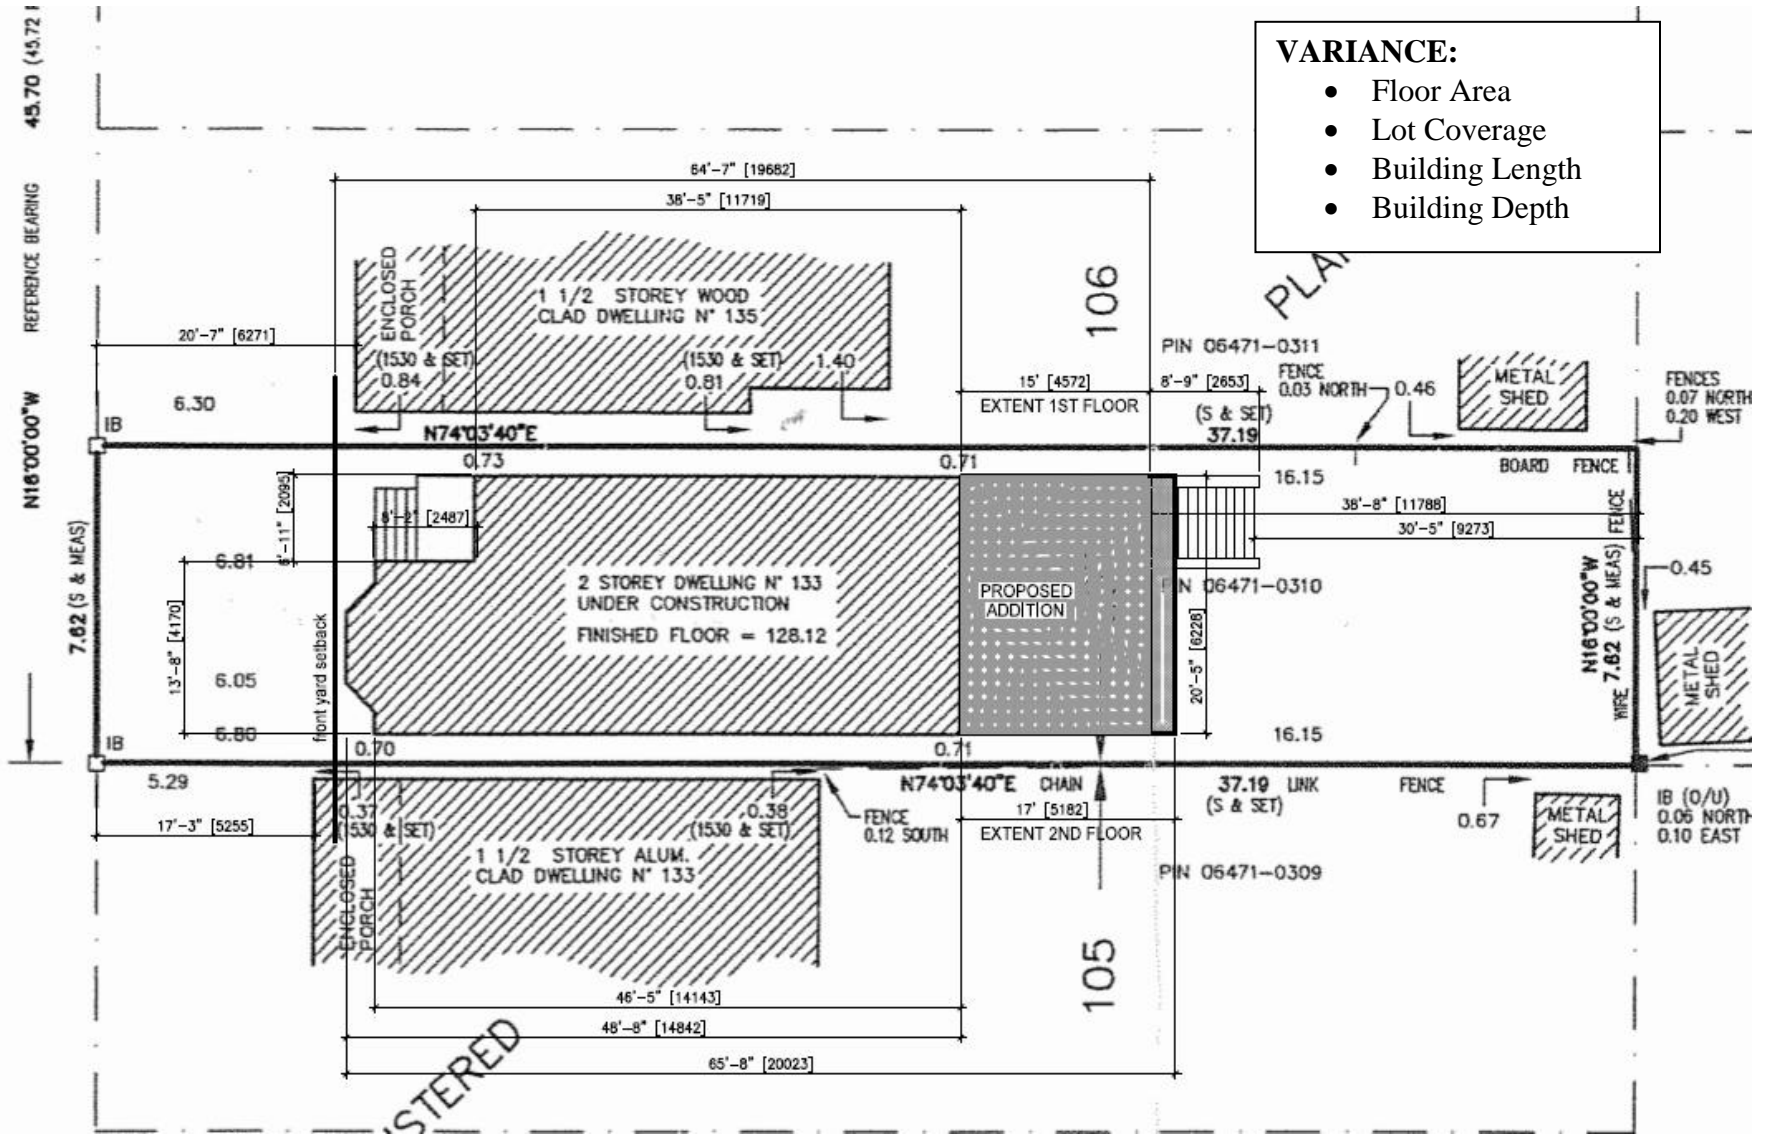 VARIANCE:
• Floor Area
• Lot Coverage
• Building Length
• Building Depth
45.70 (45.72
REFERENCE BEARING
N16°00'00"W
64'-7" [19682]
38'-5" [11719]
ENCLOSED
PORCH
1 1/2 STOREY WOOD
CLAD DWELLING N° 135
20'-7" [6271]
(1530 & SET)
0.84
(1530 & SET)
0.81
1.40
106
PIN 06471-0311
15' [4572]
EXTENT 1ST FLOOR
8'-9" [2653]
FENCE
0.03 NORTH
0.46
METAL
SHED
FENCES
0.07 NORTH
0.20 WEST
6.30
IB
N74°03'40"E
(S & SET)
37.19
0.73
0.71
16.15
BOARD FENCE
38'-8" [11788]
30'-5" [9273]
6'-11" [2095]
8'-2" [2487]
7.62 (S & MEAS)
6.81
13'-8" [4170]
2 STOREY DWELLING N° 133
UNDER CONSTRUCTION
FINISHED FLOOR = 128.12
PROPOSED
ADDITION
PIN 06471-0310
20'-5" [6228]
0.45
N16°00'00"W
7.62 (S & MEAS)
WIRE FENCE
METAL
SHED
6.05
front yard setback
6.80
IB
0.70
0.71
16.15
5.29
N74°03'40"E CHAIN
37.19 LINK
(S & SET)
FENCE
0.37
(1530 & SET)
0.38
(1530 & SET)
FENCE
0.12 SOUTH
17' [5182]
EXTENT 2ND FLOOR
0.67
METAL
SHED
IB (O/U)
0.06 NORTH
0.10 EAST
17'-3" [5255]
1 1/2 STOREY ALUM.
CLAD DWELLING N° 133
ENCLOSED
PORCH
PIN 06471-0309
105
46'-5" [14143]
48'-8" [14842]
65'-8" [20023]